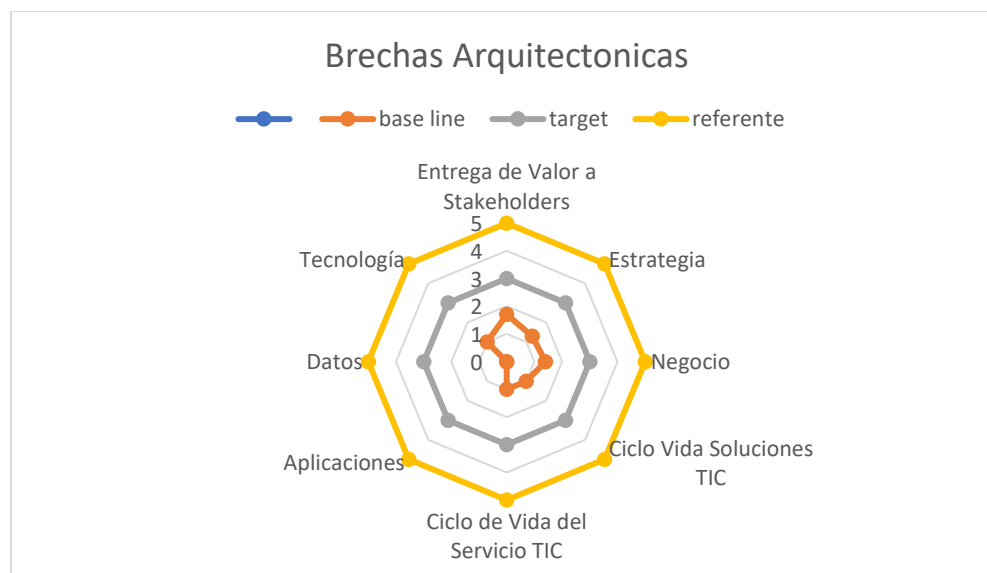 Brechas Arquitectonicas
base line target referente
Entrega de Valor a
Stakeholders
5
4
3
2
1
0
Estrategia
Negocio
Ciclo Vida Soluciones
TIC
Ciclo de Vida del
Servicio TIC
Aplicaciones
Datos
Tecnología